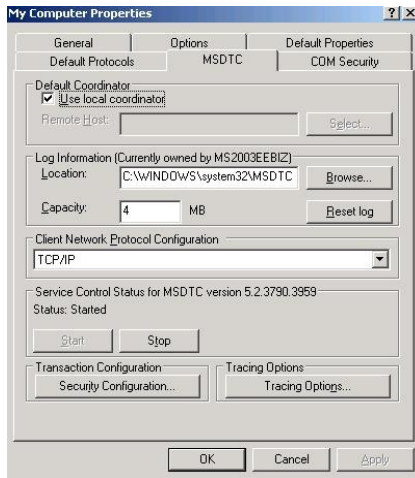 My Computer Properties
General Options Default Properties
Default Protocols MSDTC COM Security
Default Coordinator
Use local coordinator
Remote Host: Select...
Log Information (Currently owned by MS2003EEBIZ)
Location: C:\WINDOWS\system32\MSDTC Browse...
Capacity: 4 MB Reset log
Client Network Protocol Configuration
TCP/IP
Service Control Status for MSDTC version 5.2.3790.3959
Status: Started
Start Stop
Transaction Configuration Tracing Options
Security Configuration... Tracing Options...
OK Cancel Apply